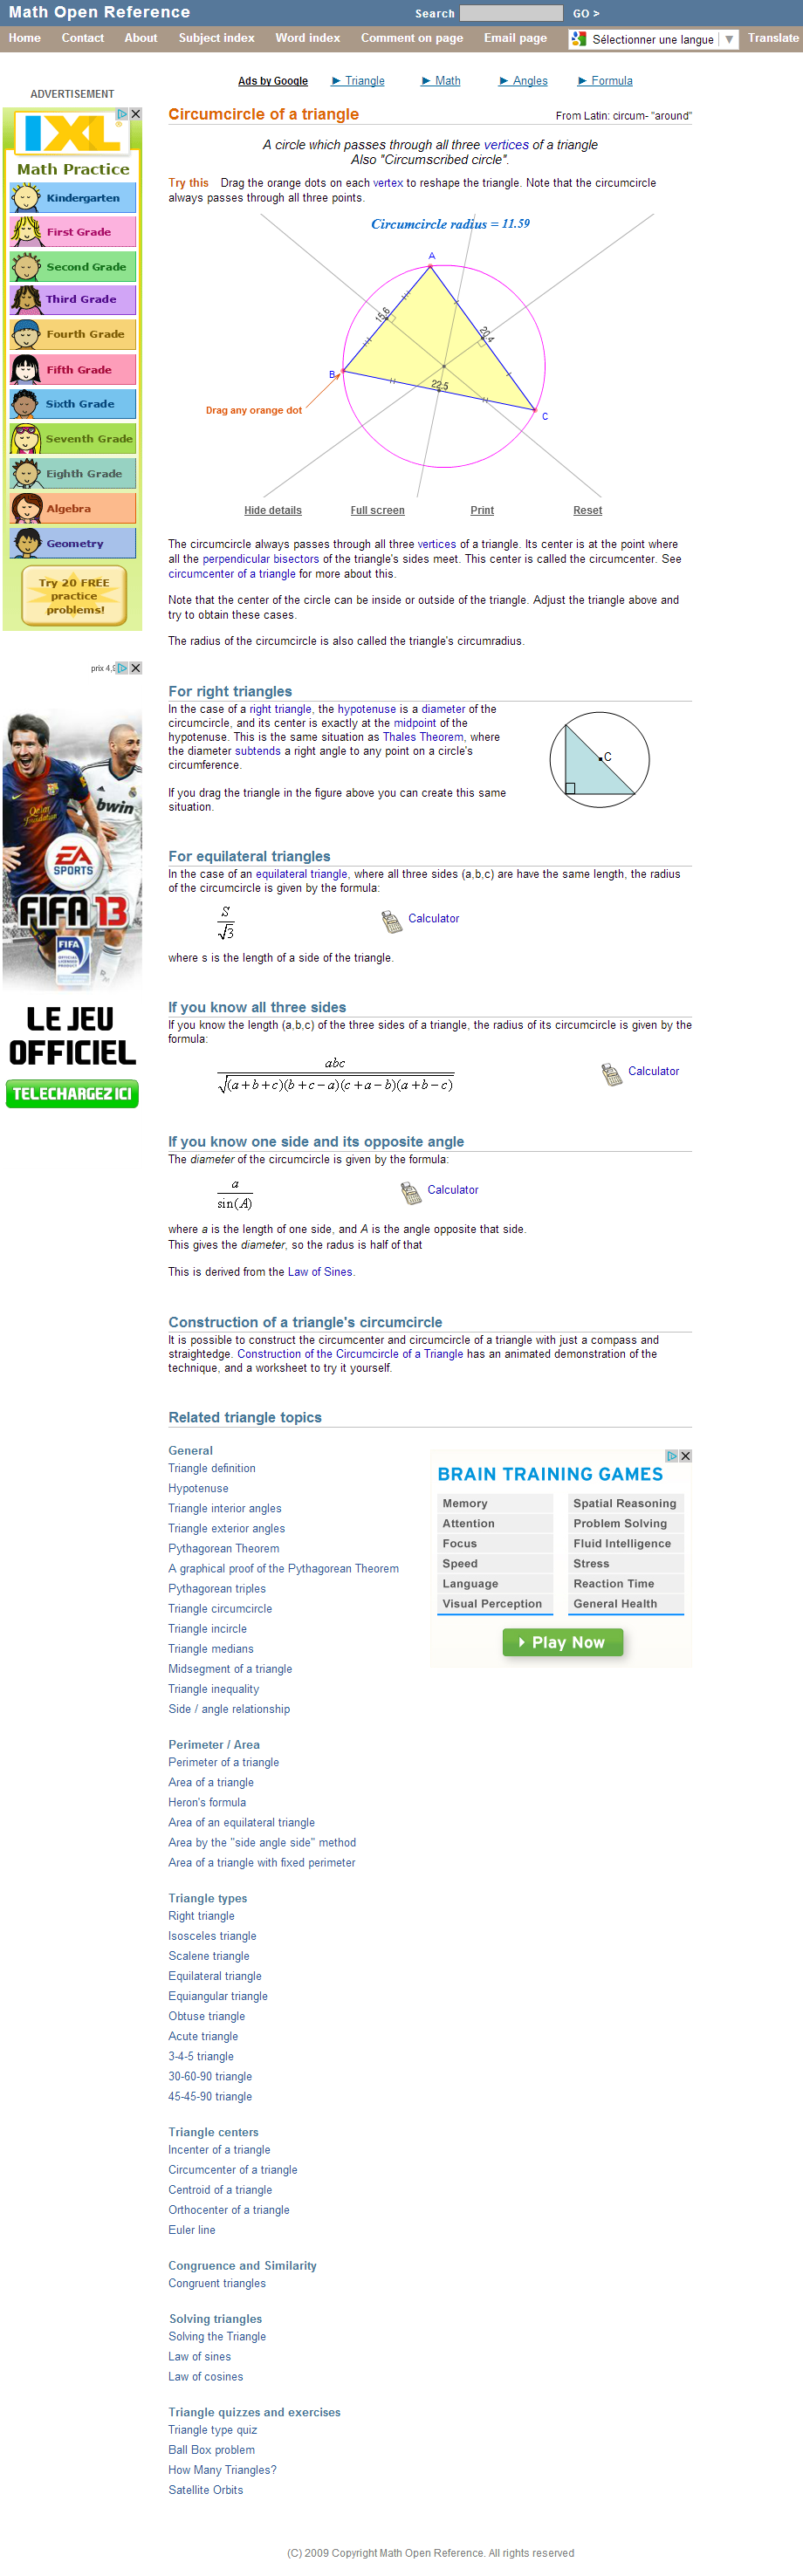 Math Open Reference
Search GO >
Home Contact About Subject index Word index Comment on page Email page Sélectionner une langue ▼ Translate
Ads by Google ► Triangle ► Math ► Angles ► Formula
ADVERTISEMENT
IXL
Math Practice
Kindergarten
First Grade
Second Grade
Third Grade
Fourth Grade
Fifth Grade
Sixth Grade
Seventh Grade
Eighth Grade
Algebra
Geometry
Try 20 FREE
practice
problems!
prix 4,9
Qatar
Foundation
bwin
EA
SPORTS
FIFA 13
FIFA
OFFICIAL
LICENSED
PRODUCT
LE JEU
OFFICIEL
TELECHARGEZ ICI
Circumcircle of a triangle From Latin: circum- "around"
A circle which passes through all three vertices of a triangle
Also "Circumscribed circle".
Try this Drag the orange dots on each vertex to reshape the triangle. Note that the circumcircle
always passes through all three points.
Circumcircle radius = 11.59
A
15.6
20.4
B
22.5
Drag any orange dot
C
Hide details Full screen Print Reset
The circumcircle always passes through all three vertices of a triangle. Its center is at the point where
all the perpendicular bisectors of the triangle's sides meet. This center is called the circumcenter. See
circumcenter of a triangle for more about this.
Note that the center of the circle can be inside or outside of the triangle. Adjust the triangle above and
try to obtain these cases.
The radius of the circumcircle is also called the triangle's circumradius.
For right triangles
In the case of a right triangle, the hypotenuse is a diameter of the
circumcircle, and its center is exactly at the midpoint of the
hypotenuse. This is the same situation as Thales Theorem, where
the diameter subtends a right angle to any point on a circle's
circumference.
C
If you drag the triangle in the figure above you can create this same
situation.
For equilateral triangles
In the case of an equilateral triangle, where all three sides (a,b,c) are have the same length, the radius
of the circumcircle is given by the formula:
S
√3
Calculator
where s is the length of a side of the triangle.
If you know all three sides
If you know the length (a,b,c) of the three sides of a triangle, the radius of its circumcircle is given by the
formula:
abc
√(a+b+c)(b+c−a)(c+a−b)(a+b−c)
Calculator
If you know one side and its opposite angle
The diameter of the circumcircle is given by the formula:
a
sin(A)
Calculator
where a is the length of one side, and A is the angle opposite that side.
This gives the diameter, so the radus is half of that
This is derived from the Law of Sines.
Construction of a triangle's circumcircle
It is possible to construct the circumcenter and circumcircle of a triangle with just a compass and
straightedge. Construction of the Circumcircle of a Triangle has an animated demonstration of the
technique, and a worksheet to try it yourself.
Related triangle topics
General
Triangle definition
Hypotenuse
Triangle interior angles
Triangle exterior angles
Pythagorean Theorem
A graphical proof of the Pythagorean Theorem
Pythagorean triples
Triangle circumcircle
Triangle incircle
Triangle medians
Midsegment of a triangle
Triangle inequality
Side / angle relationship
BRAIN TRAINING GAMES
Memory Spatial Reasoning
Attention Problem Solving
Focus Fluid Intelligence
Speed Stress
Language Reaction Time
Visual Perception General Health
Play Now
Perimeter / Area
Perimeter of a triangle
Area of a triangle
Heron's formula
Area of an equilateral triangle
Area by the "side angle side" method
Area of a triangle with fixed perimeter
Triangle types
Right triangle
Isosceles triangle
Scalene triangle
Equilateral triangle
Equiangular triangle
Obtuse triangle
Acute triangle
3-4-5 triangle
30-60-90 triangle
45-45-90 triangle
Triangle centers
Incenter of a triangle
Circumcenter of a triangle
Centroid of a triangle
Orthocenter of a triangle
Euler line
Congruence and Similarity
Congruent triangles
Solving triangles
Solving the Triangle
Law of sines
Law of cosines
Triangle quizzes and exercises
Triangle type quiz
Ball Box problem
How Many Triangles?
Satellite Orbits
(C) 2009 Copyright Math Open Reference. All rights reserved